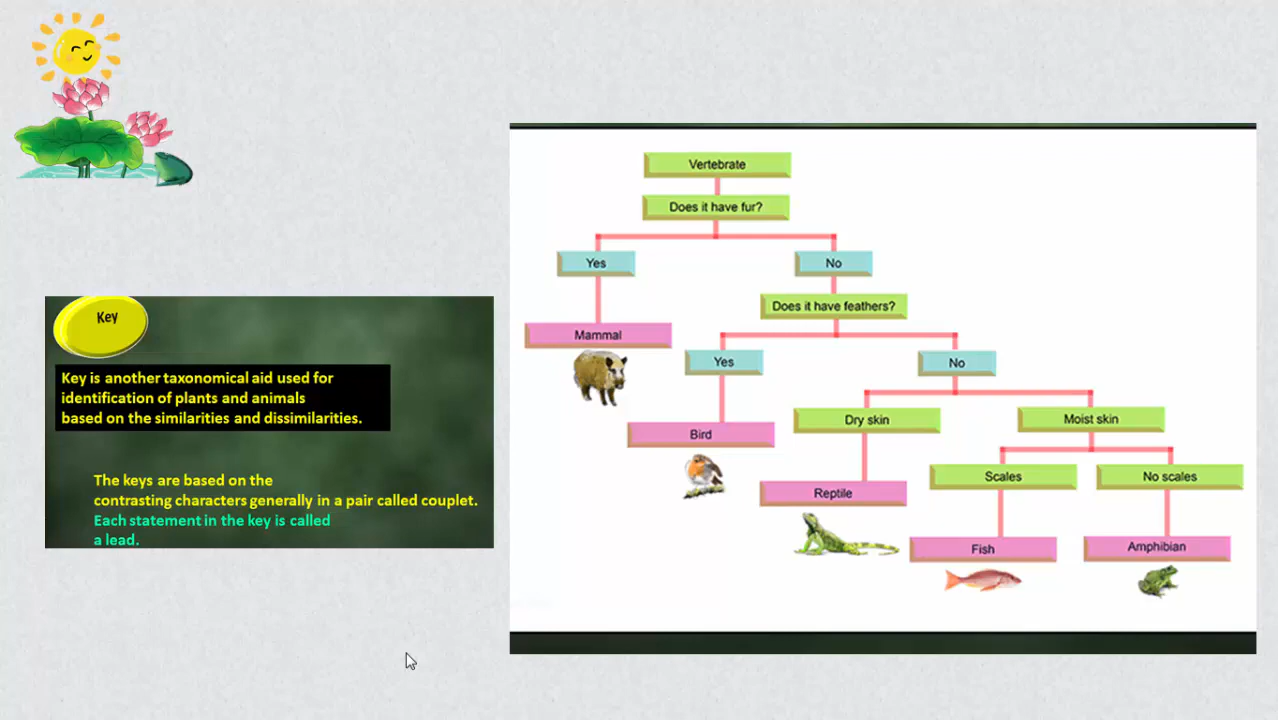 Key
Key is another taxonomical aid used for
identification of plants and animals
based on the similarities and dissimilarities.
The keys are based on the
contrasting characters generally in a pair called couplet.
Each statement in the key is called
a lead.
Vertebrate
Does it have fur?
Yes
No
Does it have feathers?
Mammal
Yes
No
Dry skin
Moist skin
Bird
Scales
No scales
Reptile
Fish
Amphibian